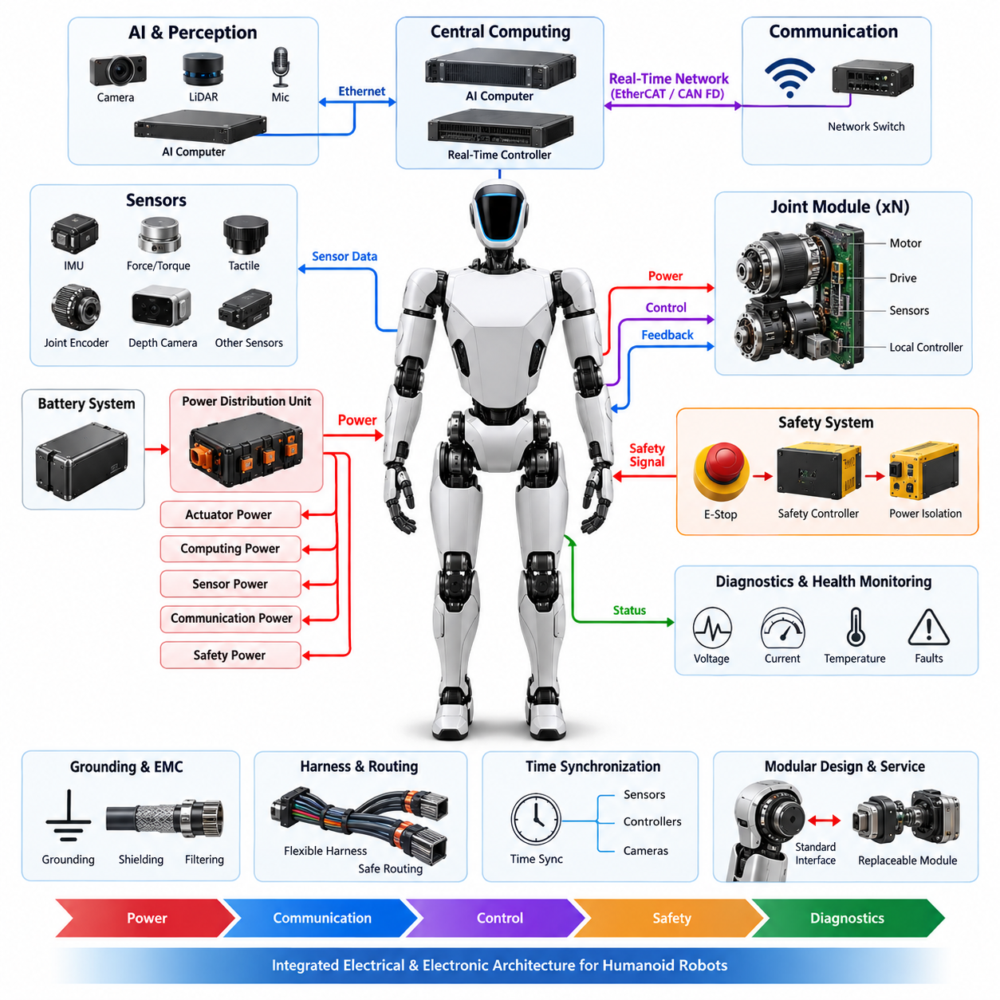 AI & Perception
Camera
LiDAR
Mic
AI Computer
Ethernet
Central Computing
AI Computer
Real-Time Controller
Real-Time Network
(EtherCAT / CAN FD)
Communication
Network Switch
Sensors
IMU
Force/Torque
Tactile
Joint Encoder
Depth Camera
Other Sensors
Sensor Data
Joint Module (xN)
Motor
Drive
Sensors
Local Controller
Power
Control
Feedback
Battery System
Power Distribution Unit
Power
Actuator Power
Computing Power
Sensor Power
Communication Power
Safety Power
Safety
Signal
Safety System
E-Stop
Safety Controller
Power Isolation
Status
Diagnostics & Health Monitoring
Voltage
Current
Temperature
Faults
Grounding & EMC
Grounding
Shielding
Filtering
Harness & Routing
Flexible Harness
Safe Routing
Time Synchronization
Time Sync
Sensors
Controllers
Cameras
Modular Design & Service
Standard
Interface
Replaceable Module
Power
Communication
Control
Safety
Diagnostics
Integrated Electrical & Electronic Architecture for Humanoid Robots